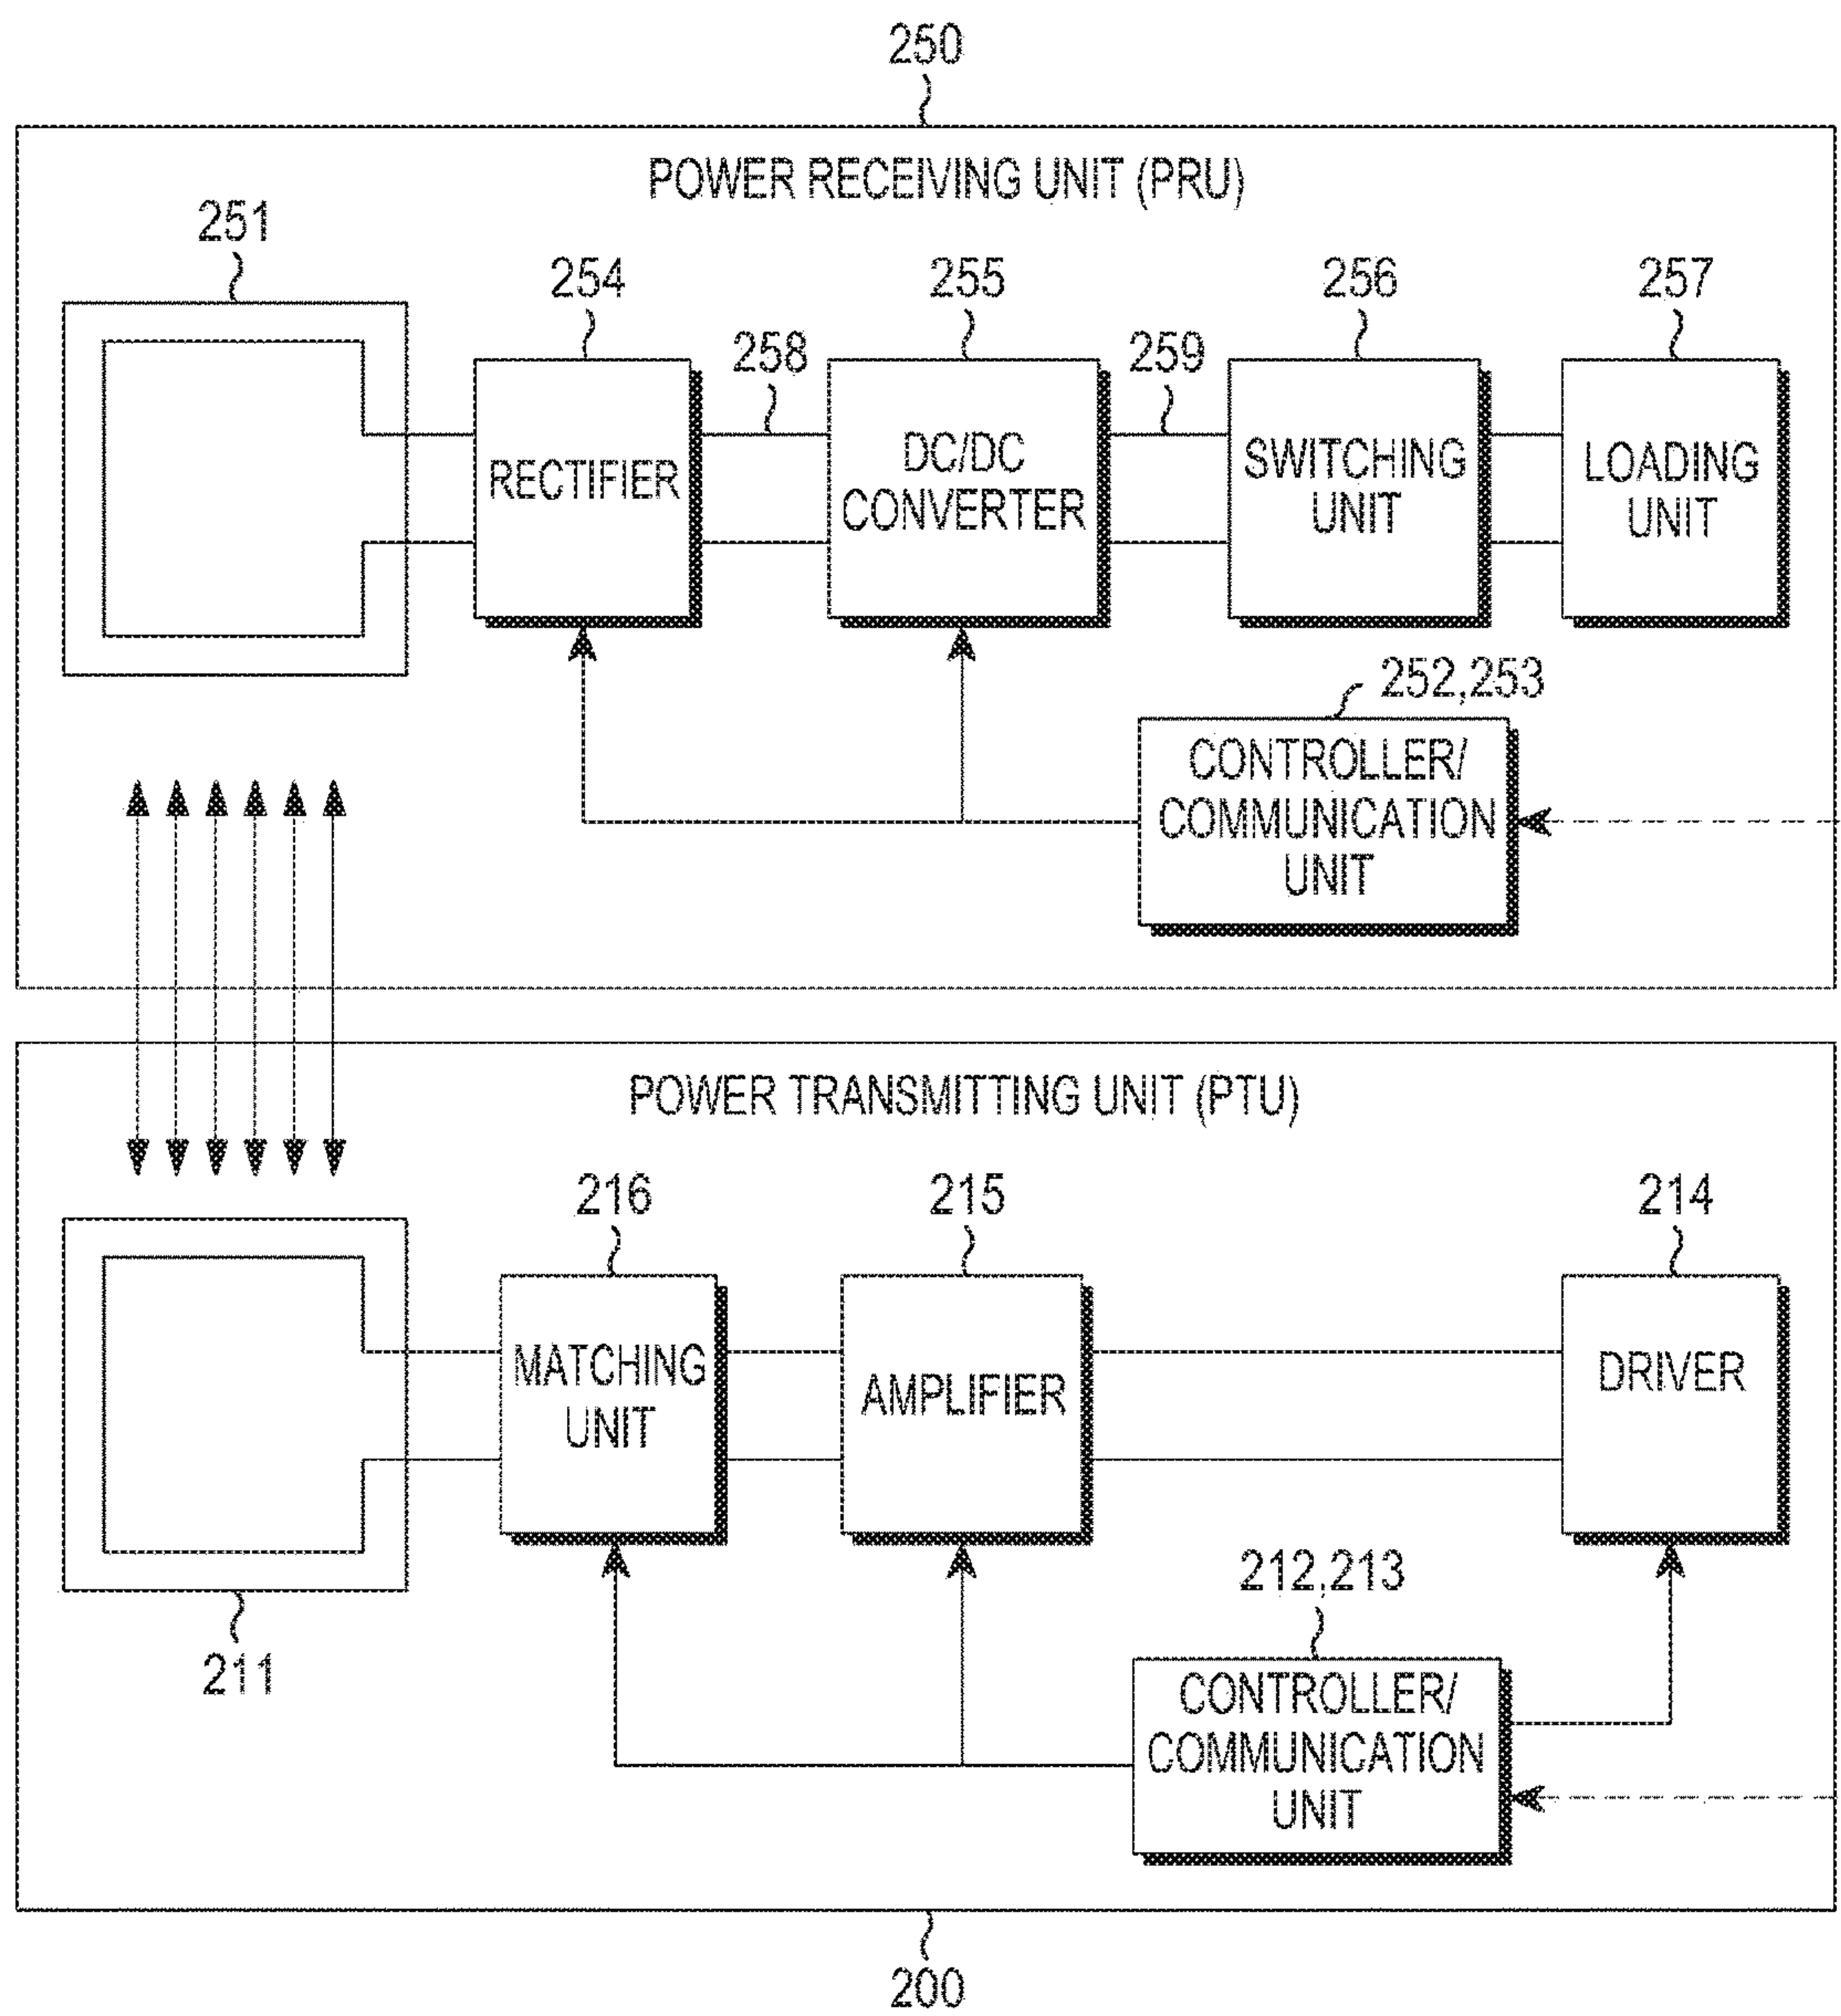 250
POWER RECEIVING UNIT (PRU)
251
254
255
256
257
258
259
RECTIFIER
DC/DC
CONVERTER
SWITCHING
UNIT
LOADING
UNIT
252,253
CONTROLLER/
COMMUNICATION
UNIT
POWER TRANSMITTING UNIT (PTU)
216
215
214
MATCHING
UNIT
AMPLIFIER
DRIVER
211
212,213
CONTROLLER/
COMMUNICATION
UNIT
200